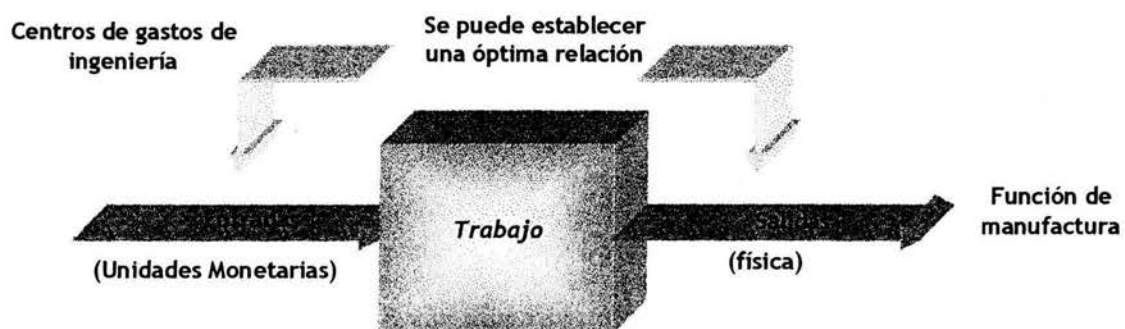 Centros de gastos de
ingeniería
Se puede establecer
una óptima relación
Trabajo
Función de
manufactura
(Unidades Monetarias)
(física)